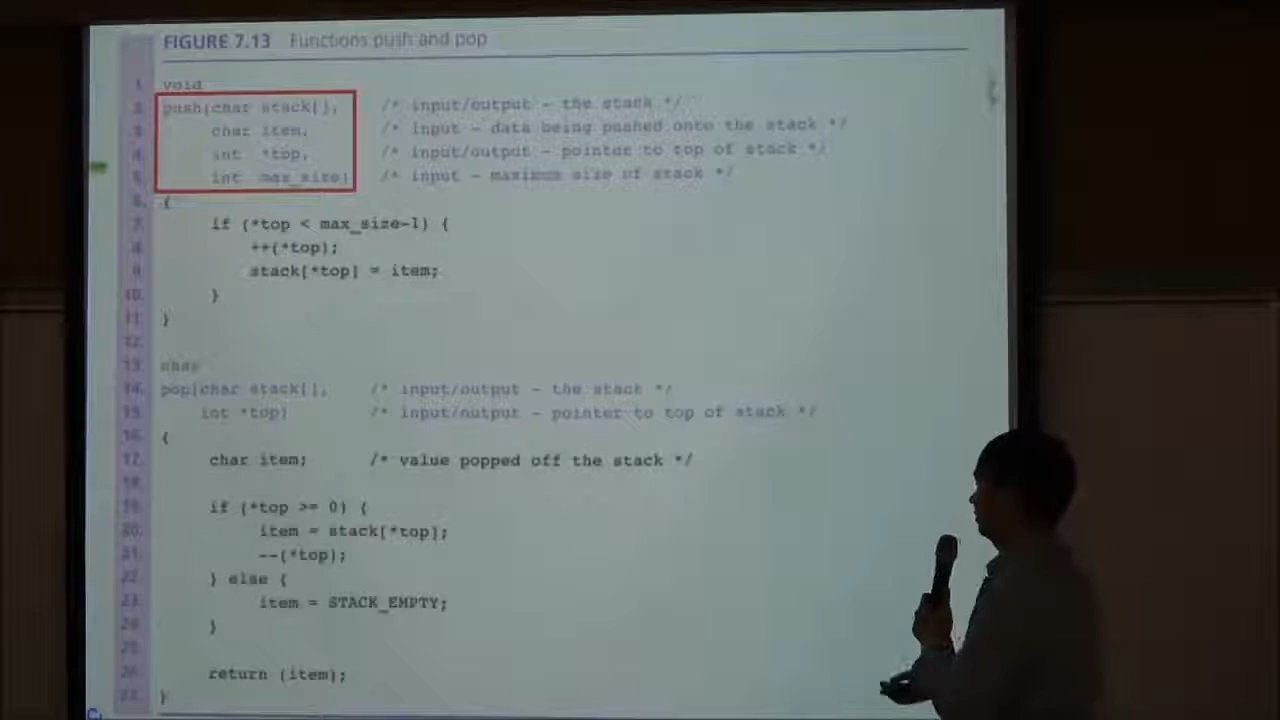 FIGURE 7.13 Functions push and pop
1. void
2. push(char stack[], /* input/output - the stack */
3. char item, /* input - data being pushed onto the stack */
4. int *top, /* input/output - pointer to top of stack */
5. int max_size) /* input - maximum size of stack */
6. {
7. if (*top < max_size-1) {
8. ++(*top);
9. stack[*top] = item;
10. }
11. }
12.
13. char
14. pop(char stack[], /* input/output - the stack */
15. int *top) /* input/output - pointer to top of stack */
16. {
17. char item; /* value popped off the stack */
18.
19. if (*top >= 0) {
20. item = stack[*top];
21. --(*top);
22. } else {
23. item = STACK_EMPTY;
24. }
25.
26. return (item);
27. }